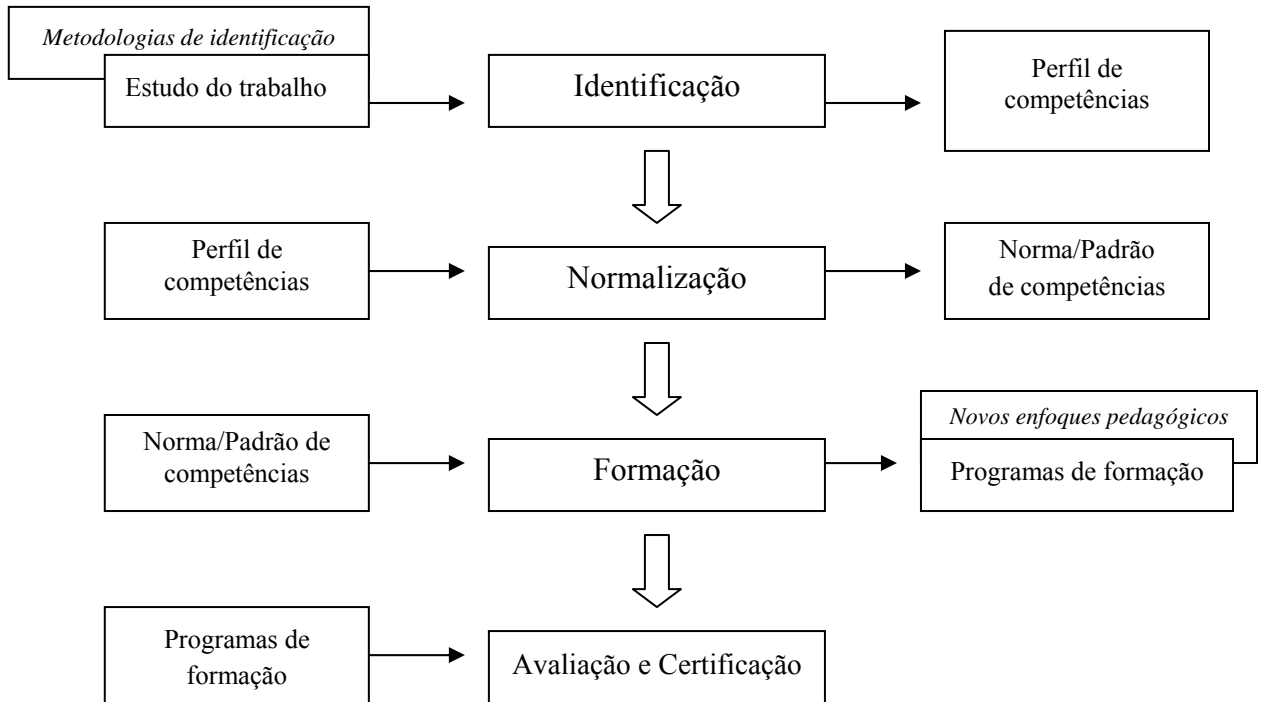 Metodologias de identificação
Estudo do trabalho
Identificação
Perfil de
competências
Perfil de
competências
Normalização
Norma/Padrão
de competências
Norma/Padrão de
competências
Formação
Novos enfoques pedagógicos
Programas de formação
Programas de
formação
Avaliação e Certificação